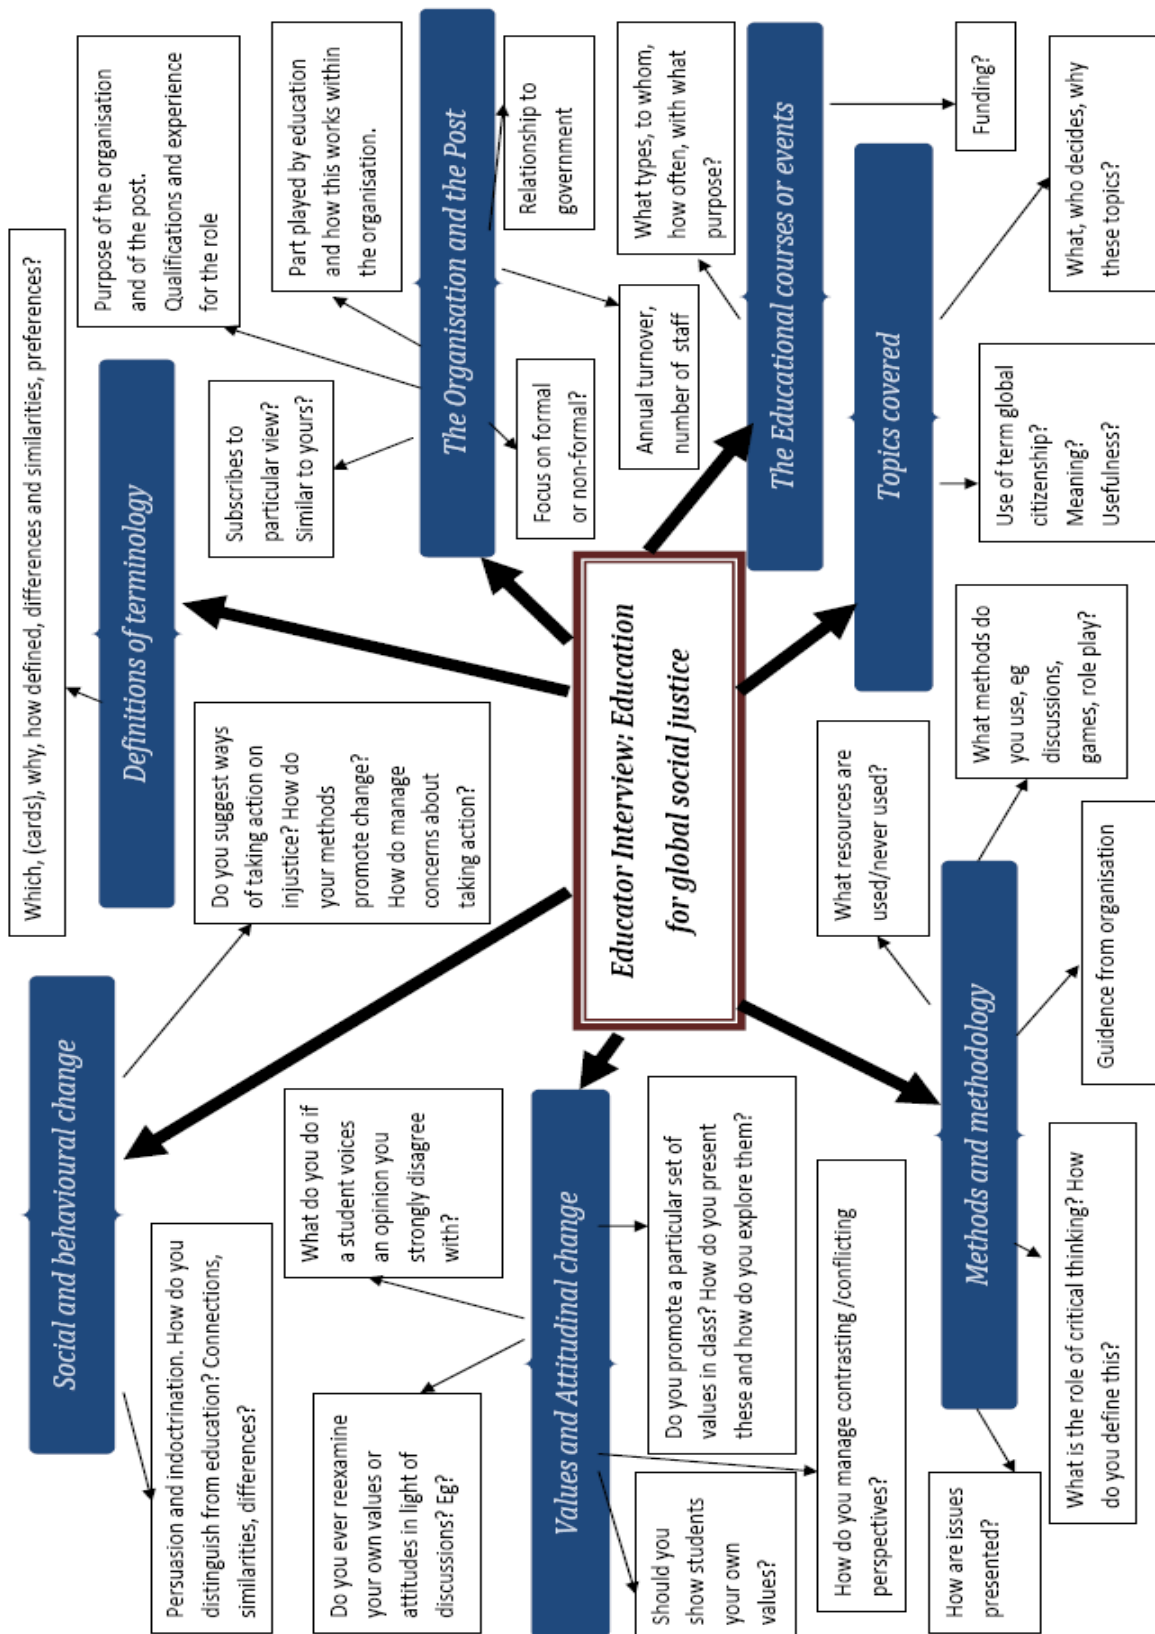 Social and behavioural change
Definitions of terminology
Which, (cards), why, how defined, differences and similarities, preferences?
Persuasion and indoctrination. How do you
distinguish from education? Connections,
similarities, differences?
Do you suggest ways
of taking action on
injustice? How do
your methods
promote change?
How do manage
concerns about
taking action?
Subscribes to
particular view?
Similar to yours?
Purpose of the organisation
and of the post.
Qualifications and experience
for the role
Part played by education
and how this works within
the organisation.
The Organisation and the Post
Focus on formal
or non-formal?
Annual turnover,
number of staff
Relationship to
government
What do you do if
a student voices
an opinion you
strongly disagree
with?
Do you ever reexamine
your own values or
attitudes in light of
discussions? Eg?
Values and Attitudinal change
Educator Interview: Education
for global social justice
What types, to whom,
how often, with what
purpose?
The Educational courses or events
Funding?
Should you
show students
your own
values?
Do you promote a particular set of
values in class? How do you present
these and how do you explore them?
How do you manage contrasting /conflicting
perspectives?
What resources are
used/never used?
Topics covered
Use of term global
citizenship?
Meaning?
Usefulness?
What, who decides, why
these topics?
Methods and methodology
How are issues
presented?
What is the role of critical thinking? How
do you define this?
Guidence from organisation
What methods do
you use, eg
discussions,
games, role play?